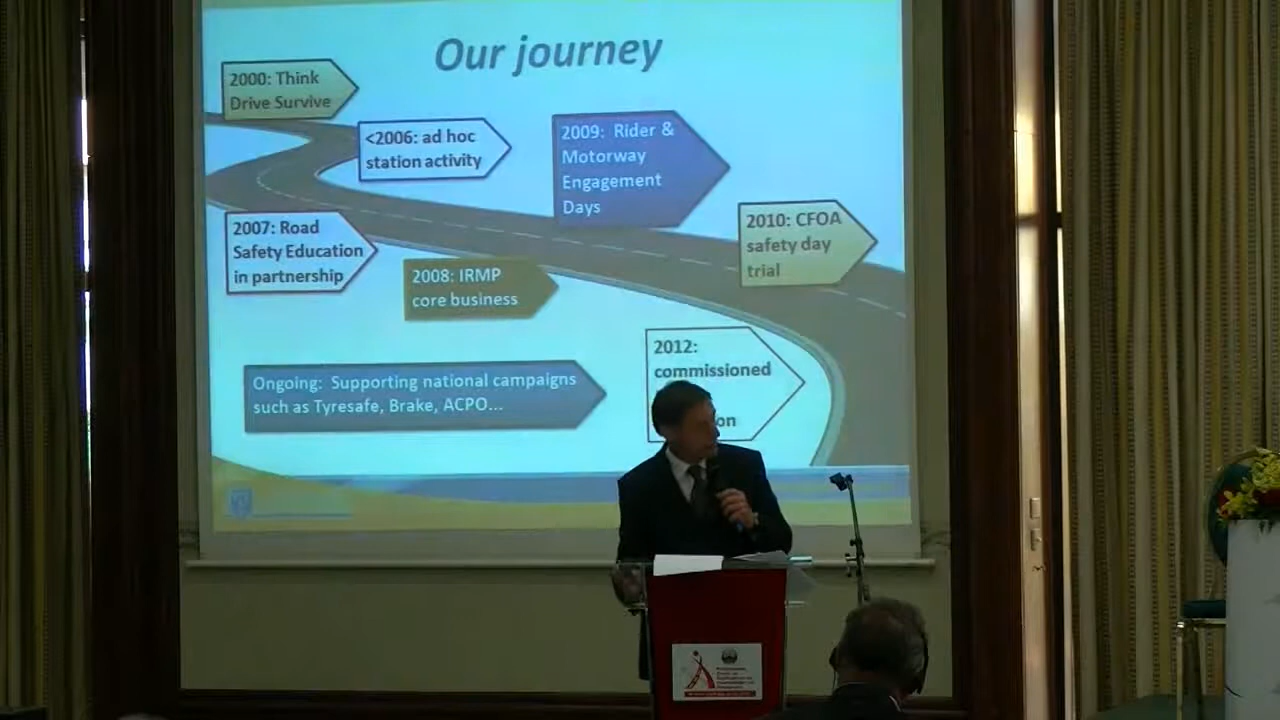 Our journey
2000: Think
Drive Survive
<2006: ad hoc
station activity
2009: Rider &
Motorway
Engagement
Days
2007: Road
Safety Education
in partnership
2008: IRMP
core business
2010: CFOA
safety day
trial
Ongoing: Supporting national campaigns
such as Tyresafe, Brake, ACPO...
2012:
commissioned
on